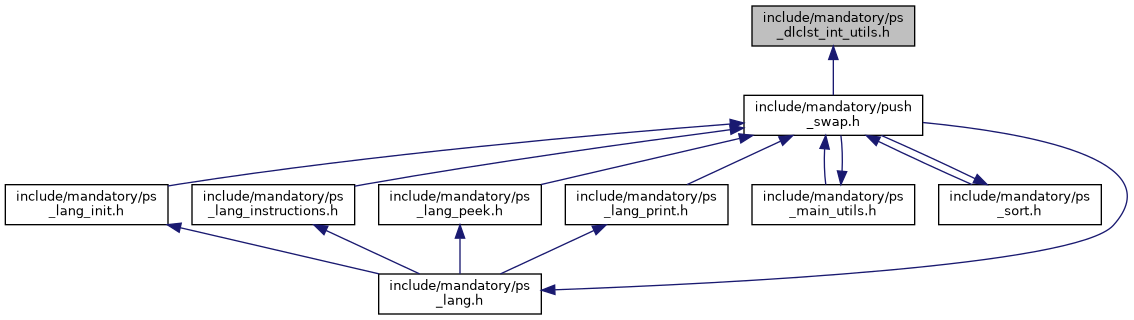 include/mandatory/ps
_dlclst_int_utils.h
include/mandatory/push
_swap.h
include/mandatory/ps
_lang_init.h
include/mandatory/ps
_lang_instructions.h
include/mandatory/ps
_lang_peek.h
include/mandatory/ps
_lang_print.h
include/mandatory/ps
_main_utils.h
include/mandatory/ps
_sort.h
include/mandatory/ps
_lang.h